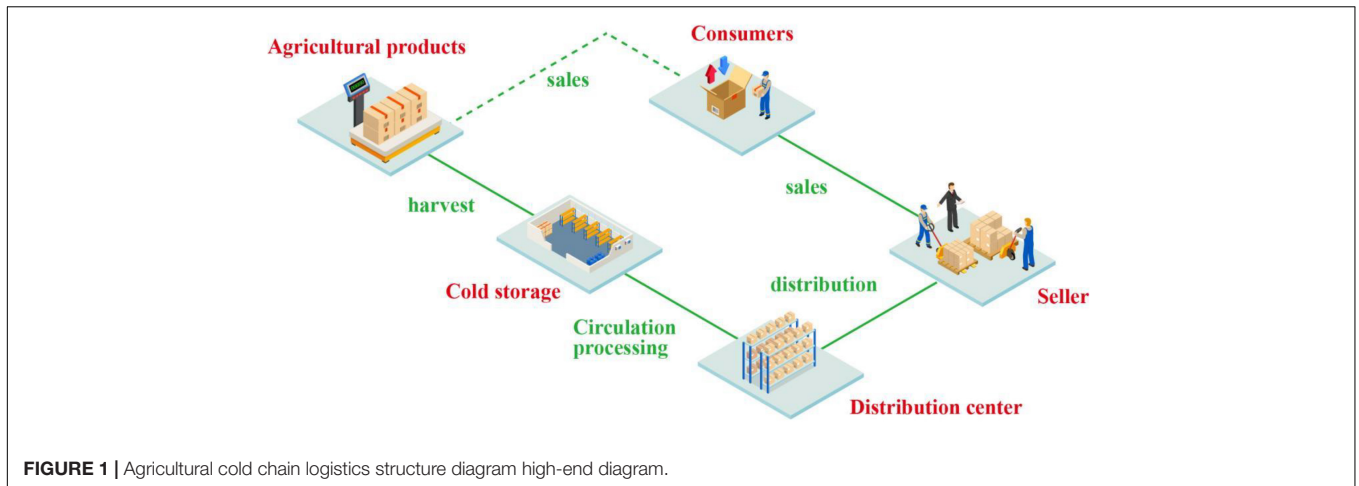 Consumers
Agricultural products
sales
sales
harvest
distribution
Cold storage
Seller
Circulation
processing
Distribution center
FIGURE 1 | Agricultural cold chain logistics structure diagram high-end diagram.